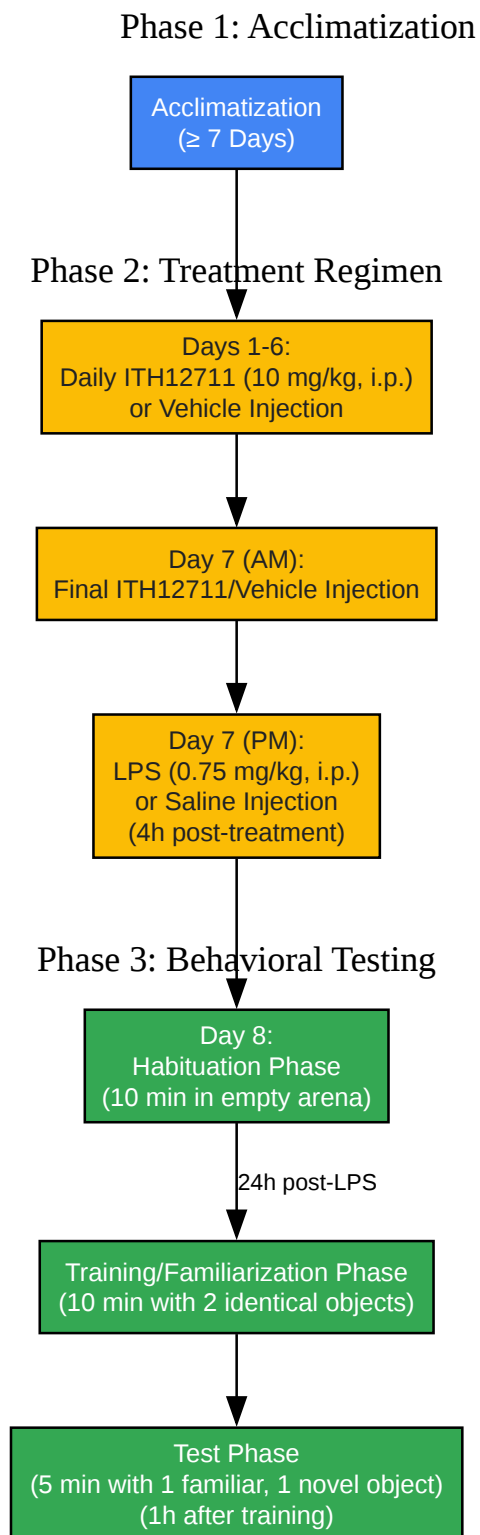 Phase 1: Acclimatization
Acclimatization
(≥ 7 Days)
Phase 2: Treatment Regimen
Days 1-6:
Daily ITH12711 (10 mg/kg, i.p.)
or Vehicle Injection
Day 7 (AM):
Final ITH12711/Vehicle Injection
Day 7 (PM):
LPS (0.75 mg/kg, i.p.)
or Saline Injection
(4h post-treatment)
Phase 3: Behavioral Testing
Day 8:
Habituation Phase
(10 min in empty arena)
24h post-LPS
Training/Familiarization Phase
(10 min with 2 identical objects)
Test Phase
(5 min with 1 familiar, 1 novel object)
(1h after training)